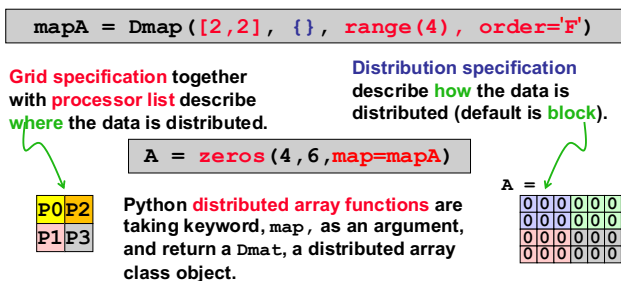 mapA = Dmap([2,2], {}, range(4), order='F')
Grid specification together
with processor list describe
where the data is distributed.
Distribution specification
describe how the data is
distributed (default is block).
A = zeros(4,6,map=mapA)
P0 P2
P1 P3
Python distributed array functions are
taking keyword, map, as an argument,
and return a Dmat, a distributed array
class object.
A =
0 0 0 0 0 0
0 0 0 0 0 0
0 0 0 0 0 0
0 0 0 0 0 0